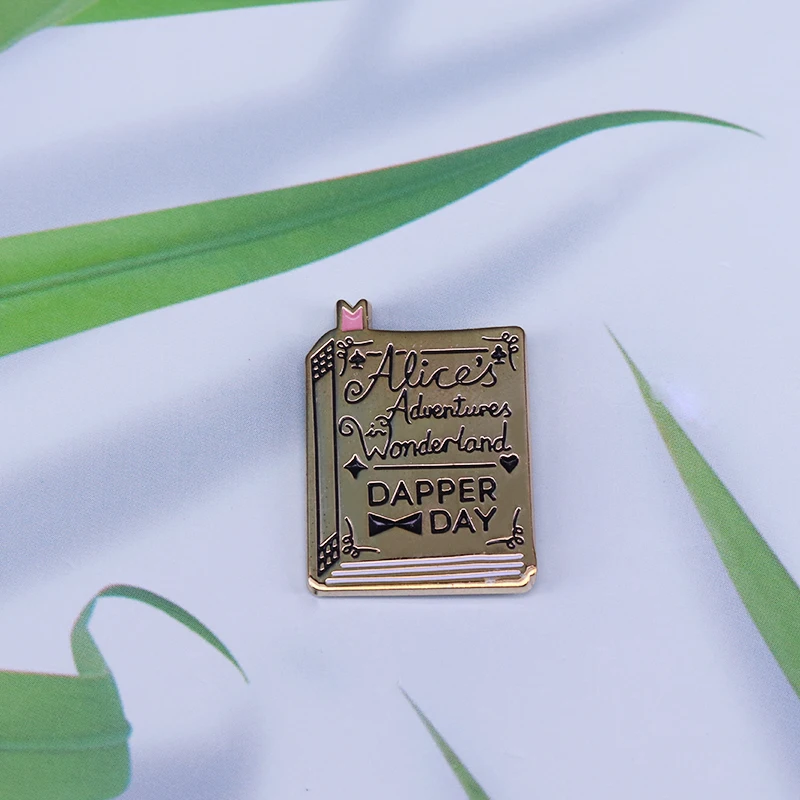 Alice's
Adventures
in Wonderland
DAPPER
DAY